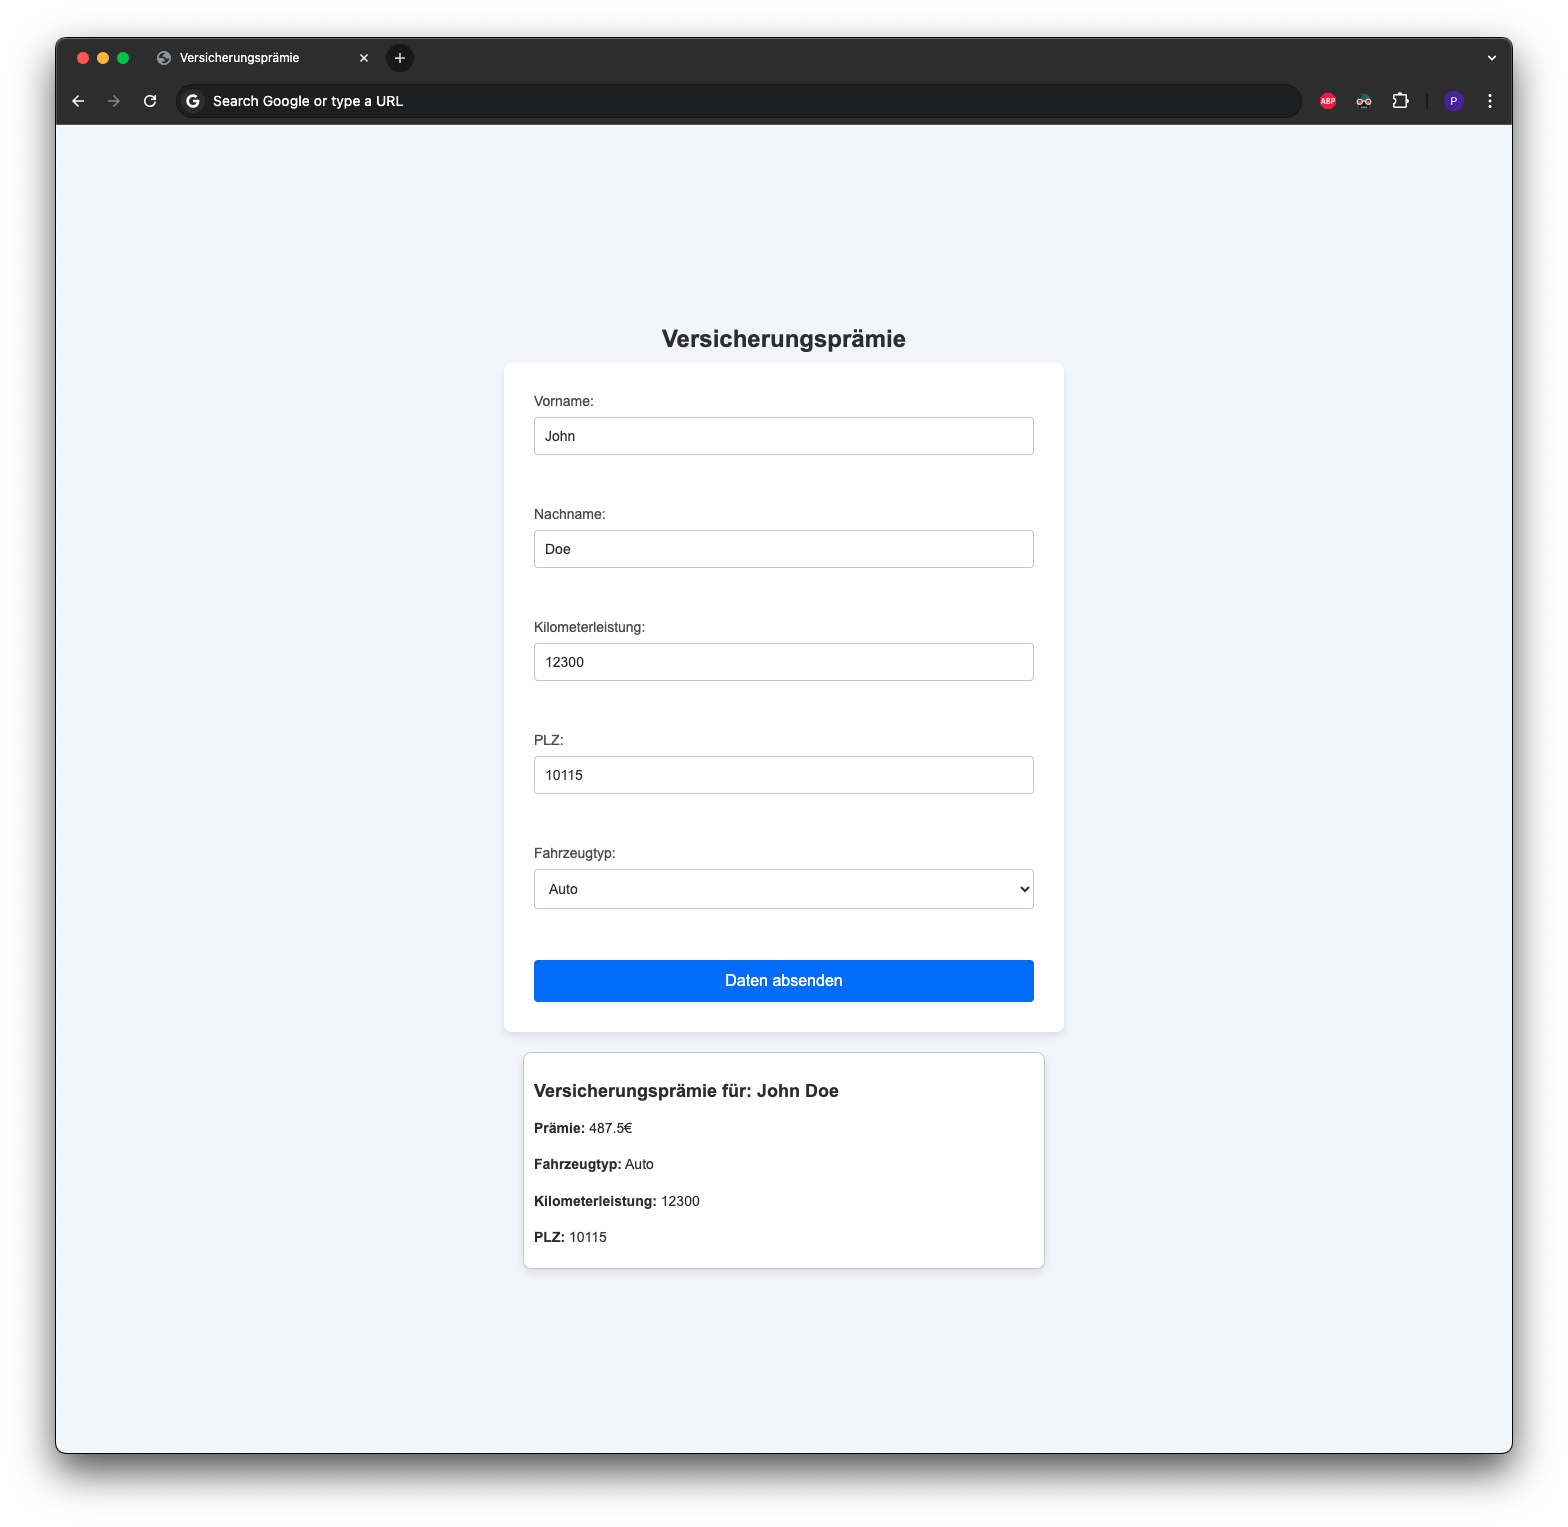 Versicherungsprämie
Search Google or type a URL
ABP
P
Versicherungsprämie
Vorname:
John
Nachname:
Doe
Kilometerleistung:
12300
PLZ:
10115
Fahrzeugtyp:
Auto
Daten absenden
Versicherungsprämie für: John Doe
Prämie: 487.5€
Fahrzeugtyp: Auto
Kilometerleistung: 12300
PLZ: 10115